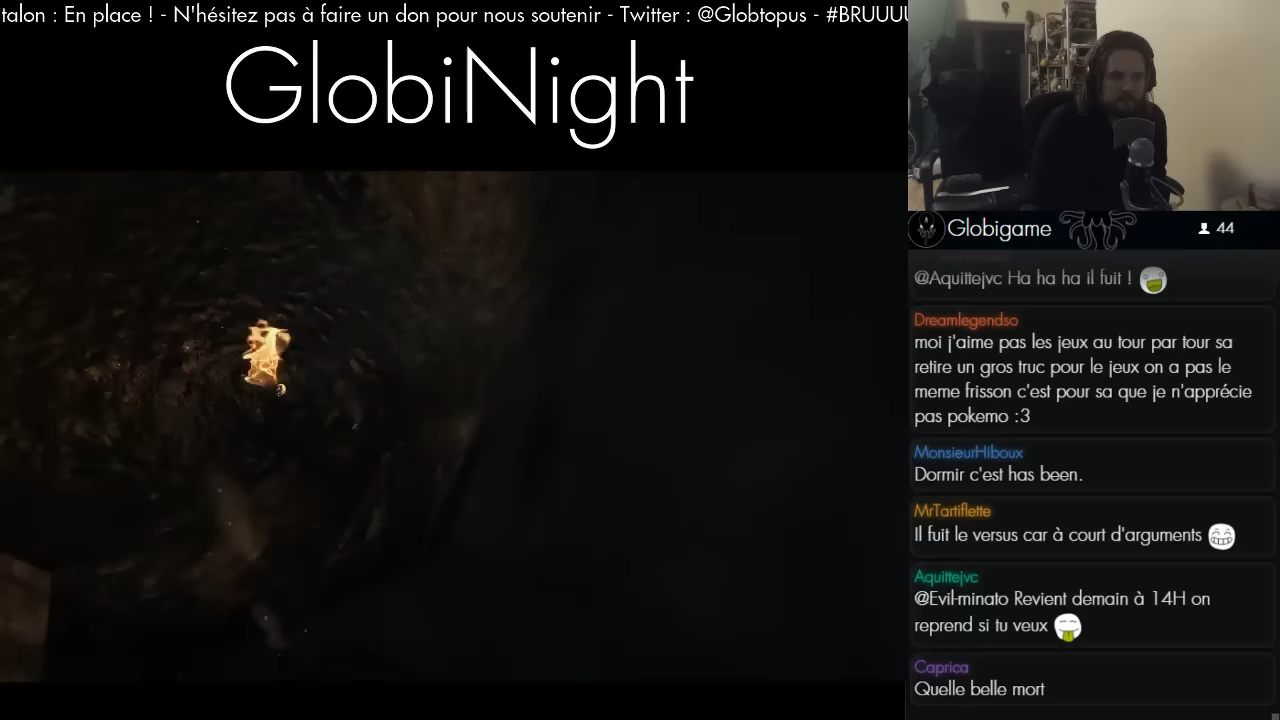 talon : En place ! - N'hésitez pas à faire un don pour nous soutenir - Twitter : @Globtopus - #BRUUUU
GlobiNight
Globigame
44
@Aquittejvc Ha ha ha il fuit !
Dreamlegendso
moi j'aime pas les jeux au tour par tour sa
retire un gros truc pour le jeux on a pas le
meme frisson c'est pour sa que je n'apprécie
pas pokemo :3
MonsieurHiboux
Dormir c'est has been.
MrTartiflette
Il fuit le versus car à court d'arguments
Aquittejvc
@Evil-minato Revient demain à 14H on
reprend si tu veux
Caprica
Quelle belle mort